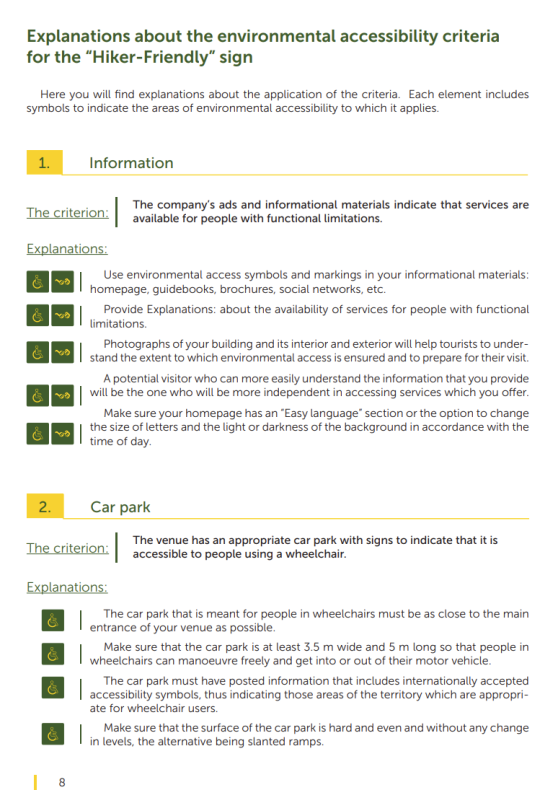 Explanations about the environmental accessibility criteria
for the “Hiker-Friendly” sign
Here you will find explanations about the application of the criteria. Each element includes
symbols to indicate the areas of environmental accessibility to which it applies.
1. Information
The criterion:
The company's ads and informational materials indicate that services are
available for people with functional limitations.
Explanations:
Use environmental access symbols and markings in your informational materials:
homepage, guidebooks, brochures, social networks, etc.
Provide Explanations: about the availability of services for people with functional
limitations.
Photographs of your building and its interior and exterior will help tourists to under-
stand the extent to which environmental access is ensured and to prepare for their visit.
A potential visitor who can more easily understand the information that you provide
will be the one who will be more independent in accessing services which you offer.
Make sure your homepage has an “Easy language” section or the option to change
the size of letters and the light or darkness of the background in accordance with the
time of day.
2. Car park
The criterion:
The venue has an appropriate car park with signs to indicate that it is
accessible to people using a wheelchair.
Explanations:
The car park that is meant for people in wheelchairs must be as close to the main
entrance of your venue as possible.
Make sure that the car park is at least 3.5 m wide and 5 m long so that people in
wheelchairs can manoeuvre freely and get into or out of their motor vehicle.
The car park must have posted information that includes internationally accepted
accessibility symbols, thus indicating those areas of the territory which are appropri-
ate for wheelchair users.
Make sure that the surface of the car park is hard and even and without any change
in levels, the alternative being slanted ramps.
8